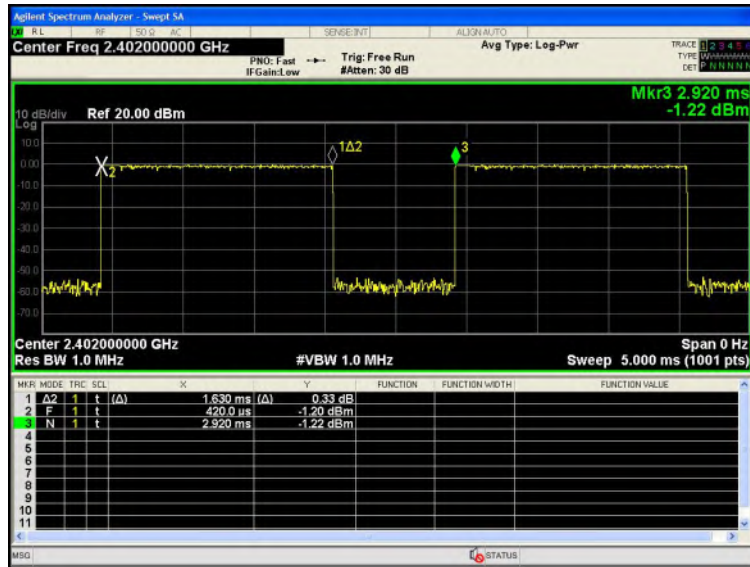 Agilent Spectrum Analyzer - Swept SA
RL RF 50 Ω AC SENSE:INT ALIGNAUTO
Center Freq 2.402000000 GHz
PNO: Fast
IFGain:Low
Trig: Free Run
#Atten: 30 dB
Avg Type: Log-Pwr
TRACE 1 2 3 4 5 6
TYPE
DET P N N N N N
Mkr3 2.920 ms
-1.22 dBm
10 dB/div Ref 20.00 dBm
Log
10.0
0.00
-10.0
-20.0
-30.0
-40.0
-50.0
-60.0
-70.0
2
1Δ2
3
Center 2.402000000 GHz
Span 0 Hz
Res BW 1.0 MHz
#VBW 1.0 MHz
Sweep 5.000 ms (1001 pts)
MKR MODE TRC SCL X Y FUNCTION FUNCTION WIDTH FUNCTION VALUE
1 Δ2 1 t (Δ) 1.630 ms (Δ) 0.33 dB
2 F 1 t 420.0 µs -1.20 dBm
3 N 1 t 2.920 ms -1.22 dBm
4
5
6
7
8
9
10
11
MSG
STATUS